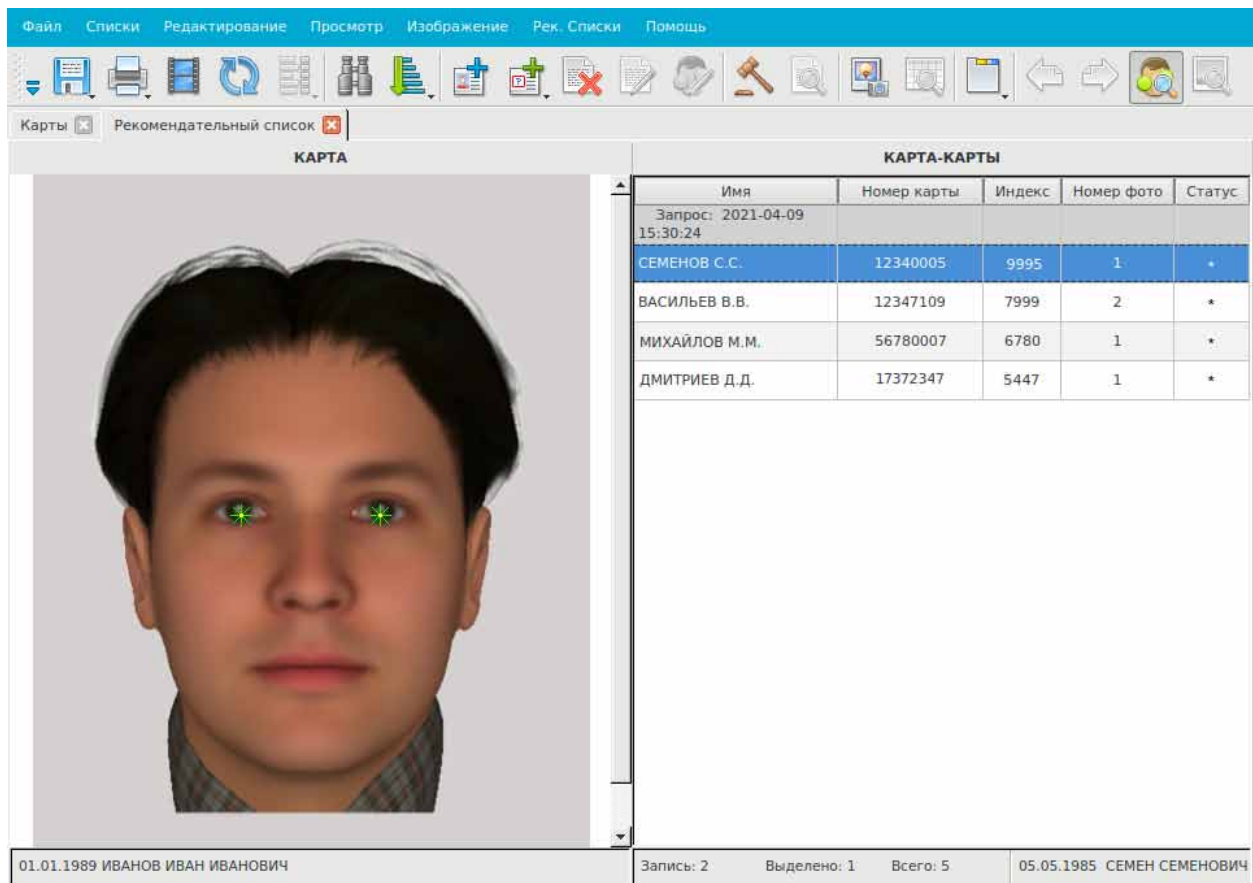 Файл Списки Редактирование Просмотр Изображение Рек. Списки Помощь
Карты Рекомендательный список
КАРТА КАРТА-КАРТЫ
Имя Номер карты Индекс Номер фото Статус
Запрос: 2021-04-09
15:30:24
СЕМЕНОВ С.С. 12340005 9995 1 *
ВАСИЛЬЕВ В.В. 12347109 7999 2 *
МИХАЙЛОВ М.М. 56780007 6780 1 *
ДМИТРИЕВ Д.Д. 17372347 5447 1 *
01.01.1989 ИВАНОВ ИВАН ИВАНОВИЧ Запись: 2 Выделено: 1 Всего: 5 05.05.1985 СЕМЕН СЕМЕНОВИЧ